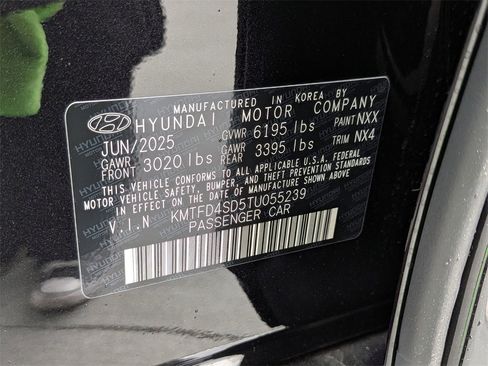 MANUFACTURED IN KOREA BY
HYUNDAI MOTOR COMPANY
JUN/2025 GVWR 6195 lbs PAINT NXX
GAWR FRONT 3020 lbs GAWR REAR 3395 lbs TRIM NX4
THIS VEHICLE CONFORMS TO ALL APPLICABLE U.S.A. FEDERAL
MOTOR VEHICLE SAFETY, BUMPER, AND THEFT PREVENTION STANDARDS IN
EFFECT ON THE DATE OF MANUFACTURE SHOWN ABOVE.
V.I.N KMTFD4SD5TU055239
PASSENGER CAR